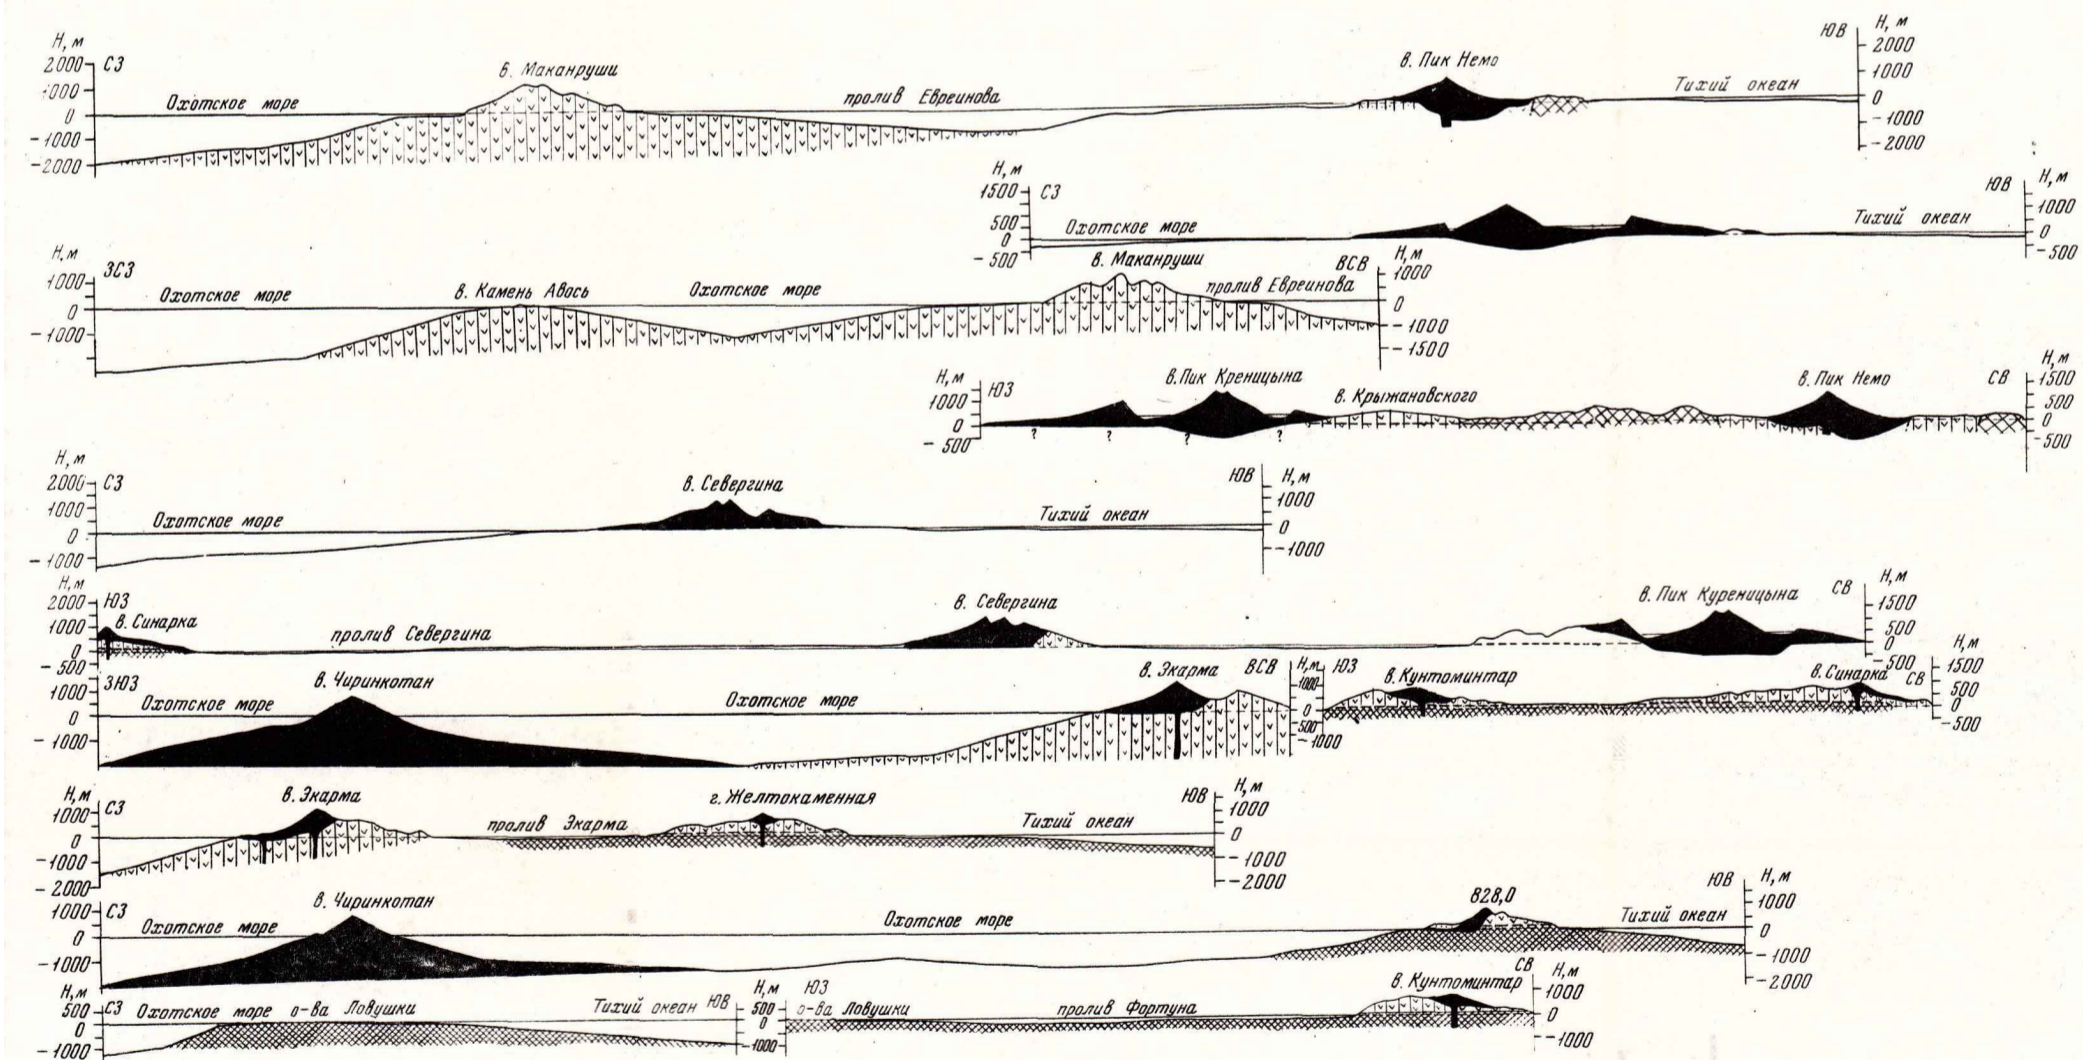 Н, м
2000 СЗ
1000
0
-1000
-2000
Охотское море
в. Маканруши
пролив Евреинова
в. Пик Немо
Тихий океан
ЮВ
Н, м
2000
1000
0
-1000
-2000
Н, м
1500 СЗ
500
0
-500
Охотское море
Тихий океан
ЮВ
Н, м
1000
0
-500
Н, м
1000 ЗСЗ
0
-1000
Охотское море
в. Камень Авось
Охотское море
в. Маканруши
пролив Евреинова
ВСВ
Н, м
1000
0
-1000
-1500
Н, м
1000 ЮЗ
0
-500
в. Пик Креницына
в. Крыжановского
в. Пик Немо
СВ
Н, м
1500
500
0
-500
? ? ? ?
Н, м
2000 СЗ
1000
0
-1000
Охотское море
в. Севергина
Тихий океан
ЮВ
Н, м
1000
0
-1000
Н, м
2000 ЮЗ
1000
0
-500
в. Синарка
пролив Севергина
в. Севергина
в. Пик Куреницына
СВ
Н, м
1500
500
0
-500
ЗЮЗ
1000
0
-1000
Охотское море
в. Чиринкотан
Охотское море
в. Экарма
ВСВ
Н, м
1000
0
500
-1000
ЮЗ
в. Кунтоминтар
в. Синарка
СВ
Н, м
1500
500
0
-500
Н, м
1000 СЗ
0
-1000
-2000
в. Экарма
пролив Экарма
г. Желтокаменная
Тихий океан
ЮВ
Н, м
1000
0
-1000
-2000
1000 СЗ
0
-1000
Охотское море
в. Чиринкотан
Охотское море
828,0
Тихий океан
ЮВ
Н, м
1000
0
-1000
-2000
Н, м
500 СЗ
0
-1000
Охотское море о-ва Ловушки
Тихий океан ЮВ
Н, м
500
0
-1000
ЮЗ
о-ва Ловушки
пролив Фортуна
в. Кунтоминтар
СВ
Н, м
1000
0
-1000